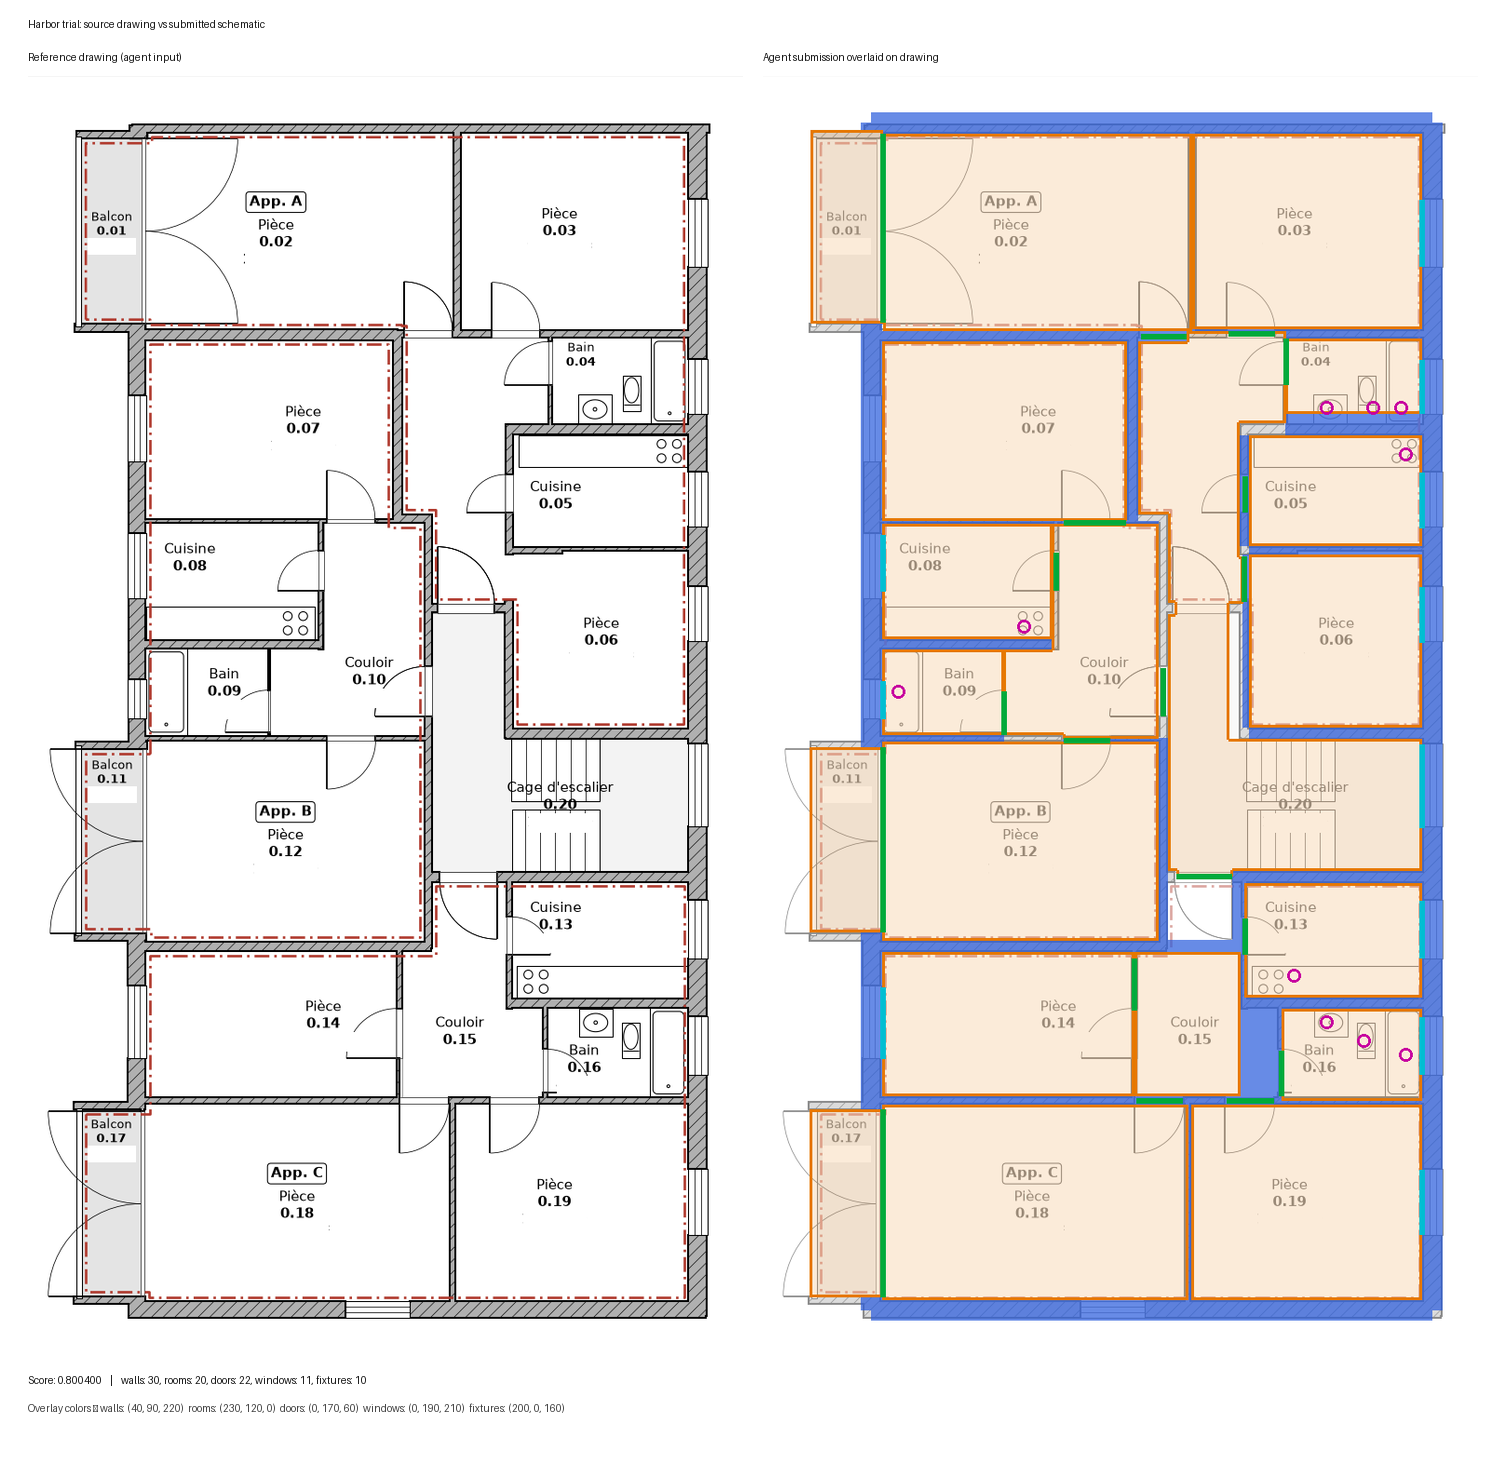 Harbor trial: source drawing vs submitted schematic
Reference drawing (agent input)
Agent submission overlaid on drawing
Balcon
0.01
App. A
Pièce
0.02
Pièce
0.03
Bain
0.04
Pièce
0.07
Cuisine
0.05
Cuisine
0.08
Pièce
0.06
Bain
0.09
Couloir
0.10
Balcon
0.11
App. B
Pièce
0.12
Cage d'escalier
0.20
Cuisine
0.13
Pièce
0.14
Couloir
0.15
Bain
0.16
Balcon
0.17
App. C
Pièce
0.18
Pièce
0.19
Balcon
0.01
App. A
Pièce
0.02
Pièce
0.03
Bain
0.04
Pièce
0.07
Cuisine
0.05
Cuisine
0.08
Pièce
0.06
Bain
0.09
Couloir
0.10
Balcon
0.11
App. B
Pièce
0.12
Cage d'escalier
0.20
Cuisine
0.13
Pièce
0.14
Couloir
0.15
Bain
0.16
Balcon
0.17
App. C
Pièce
0.18
Pièce
0.19
Score: 0.800400 | walls: 30, rooms: 20, doors: 22, windows: 11, fixtures: 10
Overlay colors▯walls: (40, 90, 220) rooms: (230, 120, 0) doors: (0, 170, 60) windows: (0, 190, 210) fixtures: (200, 0, 160)